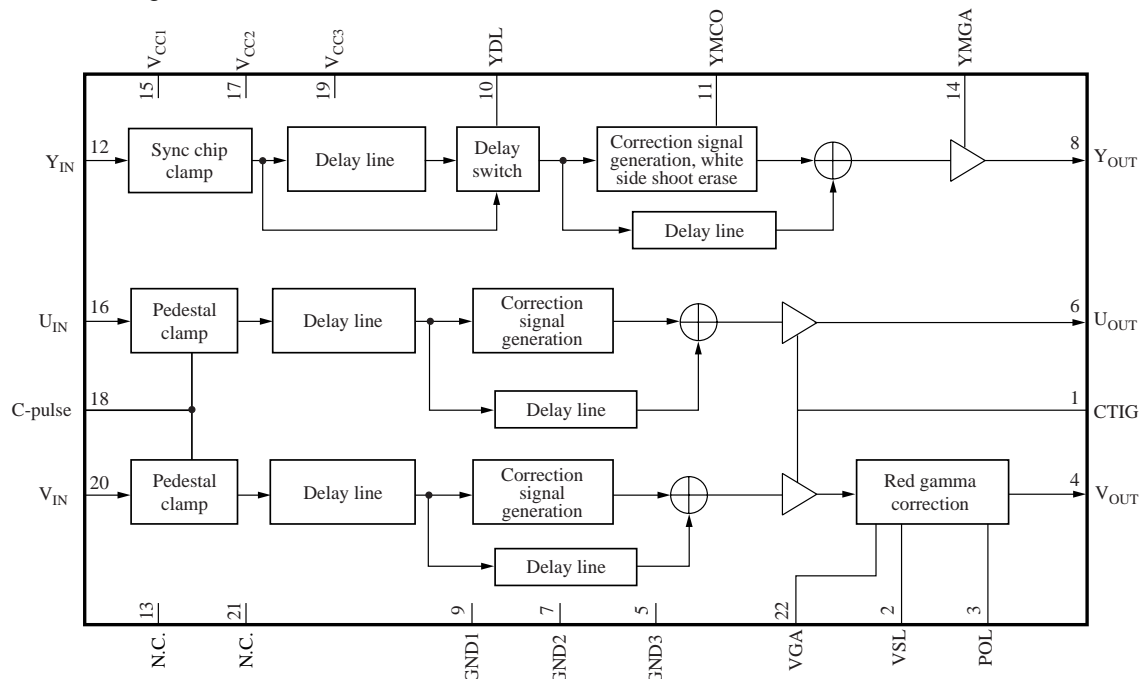 VCC1
VCC2
VCC3
YDL
YMCO
YMGA
15
17
19
10
11
14
YIN
12
Sync chip
clamp
Delay line
Delay
switch
Correction signal
generation, white
side shoot erase
8
YOUT
Delay line
UIN
16
Pedestal
clamp
Delay line
Correction
signal
generation
6
UOUT
C-pulse
18
Delay line
1
CTIG
VIN
20
Pedestal
clamp
Delay line
Correction
signal
generation
Red gamma
correction
4
VOUT
Delay line
13
21
9
7
5
22
2
3
N.C.
N.C.
GND1
GND2
GND3
VGA
VSL
POL